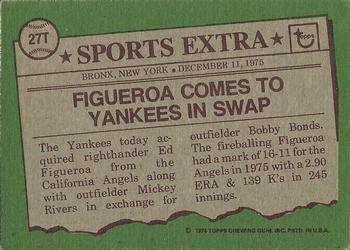 27T
★ SPORTS EXTRA ★
Topps
BRONX, NEW YORK • DECEMBER 11, 1975
FIGUEROA COMES TO
YANKEES IN SWAP
The Yankees today ac-
quired righthander Ed
Figueroa from the
California Angels along
with outfielder Mickey
Rivers in exchange for
outfielder Bobby Bonds.
The fireballing Figueroa
had a mark of 16-11 for the
Angels in 1975 with a 2.90
ERA & 139 K's in 245
innings.
© 1976 TOPPS CHEWING GUM, INC. PRTD. IN U.S.A.